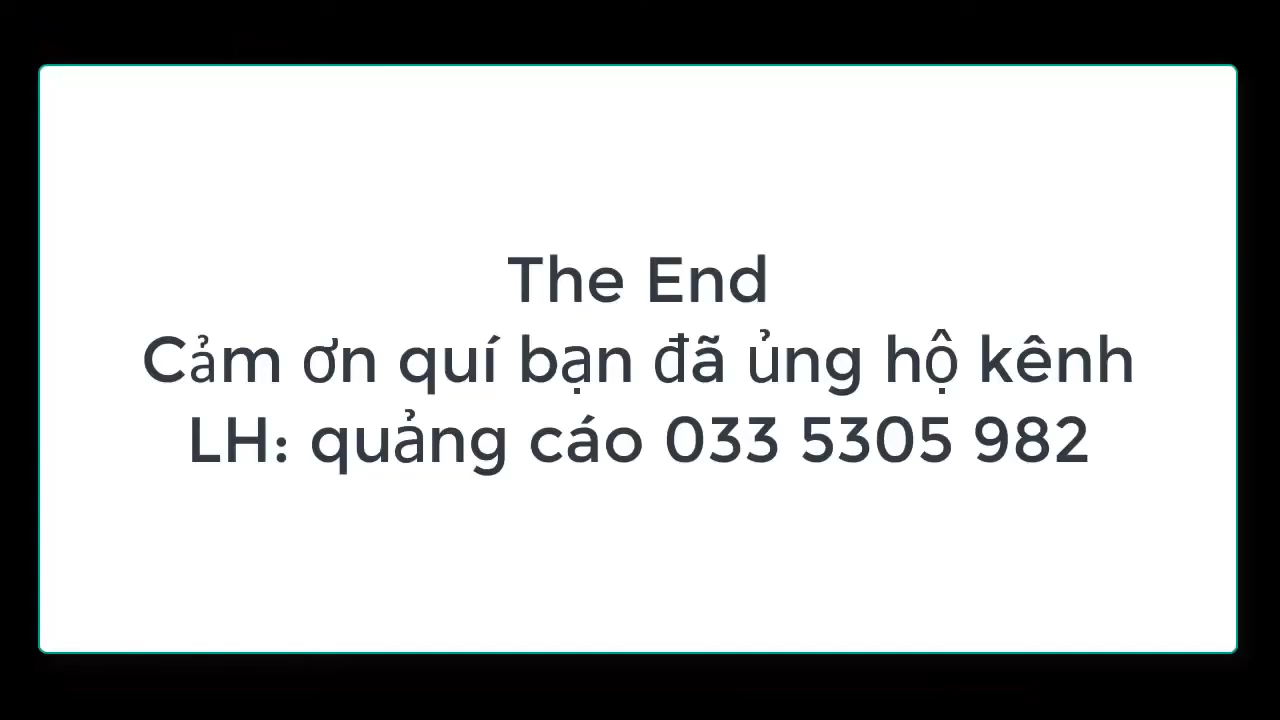 The End
Cảm ơn quí bạn đã ủng hộ kênh
LH: quảng cáo 033 5305 982